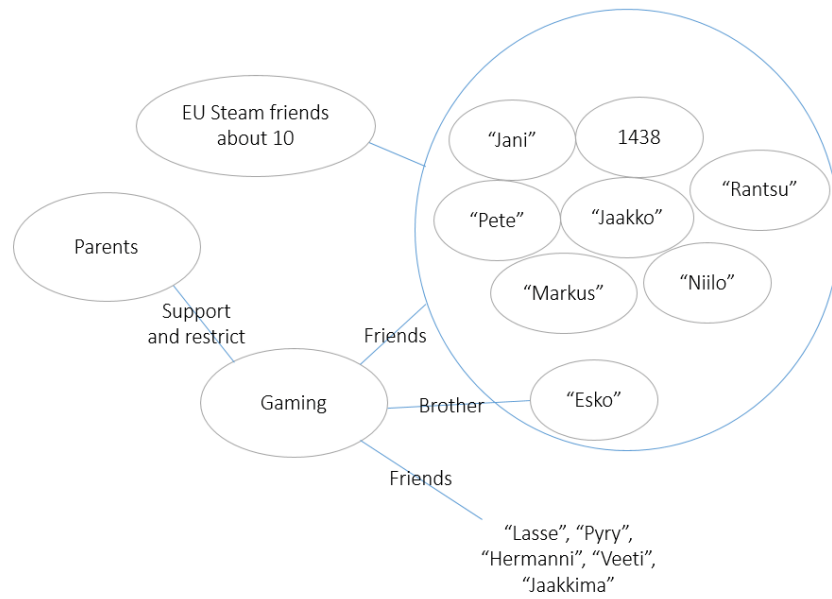 EU Steam friends
about 10
“Jani”
1438
“Rantsu”
“Pete”
“Jaakko”
Parents
“Markus”
“Niilo”
Support
and restrict
Friends
Gaming
Brother
“Esko”
Friends
“Lasse”, “Pyry”,
“Hermanni”, “Veeti”,
“Jaakkima”